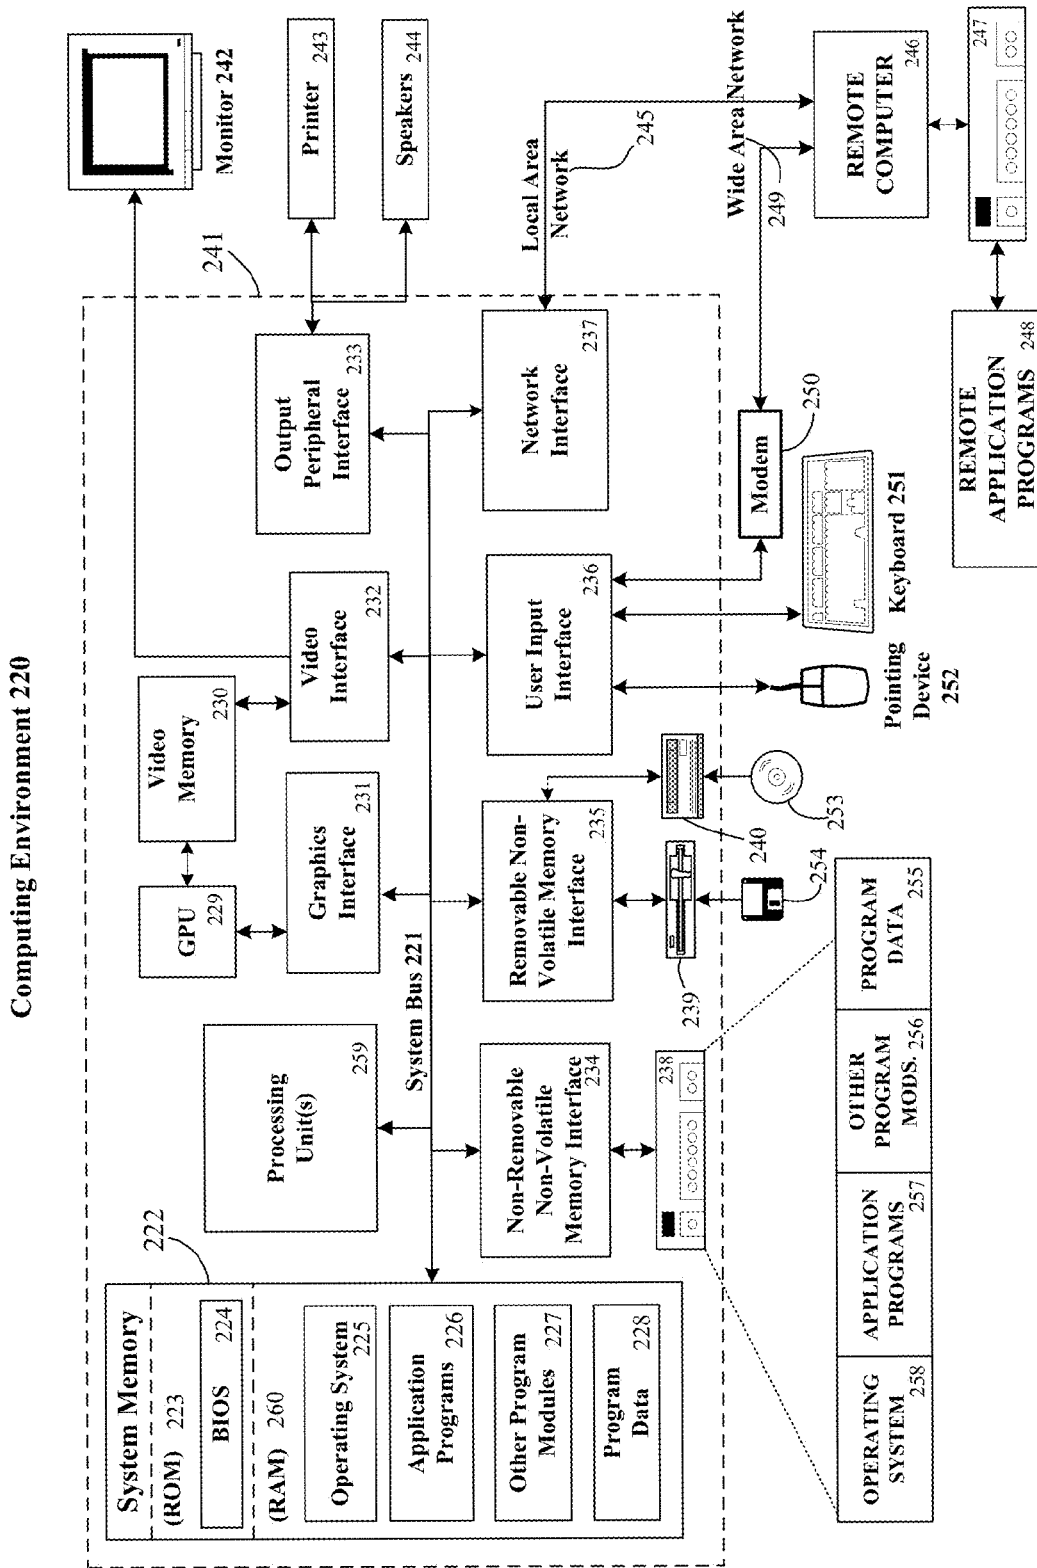 Computing Environment 220
System Memory
222
(ROM) 223
BIOS 224
(RAM) 260
Operating System
225
Application
Programs 226
Other Program
Modules 227
Program
Data 228
Processing
Unit(s)
259
System Bus 221
GPU
229
Video
Memory
230
Graphics
Interface
231
Video
Interface
232
Output
Peripheral
Interface
233
241
Monitor 242
Printer
243
Speakers
244
Non-Removable
Non-Volatile
Memory Interface
234
Removable Non-
Volatile Memory
Interface
235
User Input
Interface
236
Network
Interface
237
Local Area
Network
245
238
239
240
254
253
Pointing
Device
252
Keyboard 251
Modem
250
Wide Area Network
249
REMOTE
COMPUTER
246
247
REMOTE
APPLICATION
PROGRAMS 248
OPERATING
SYSTEM
258
APPLICATION
PROGRAMS
257
OTHER
PROGRAM
MODS. 256
PROGRAM
DATA
255